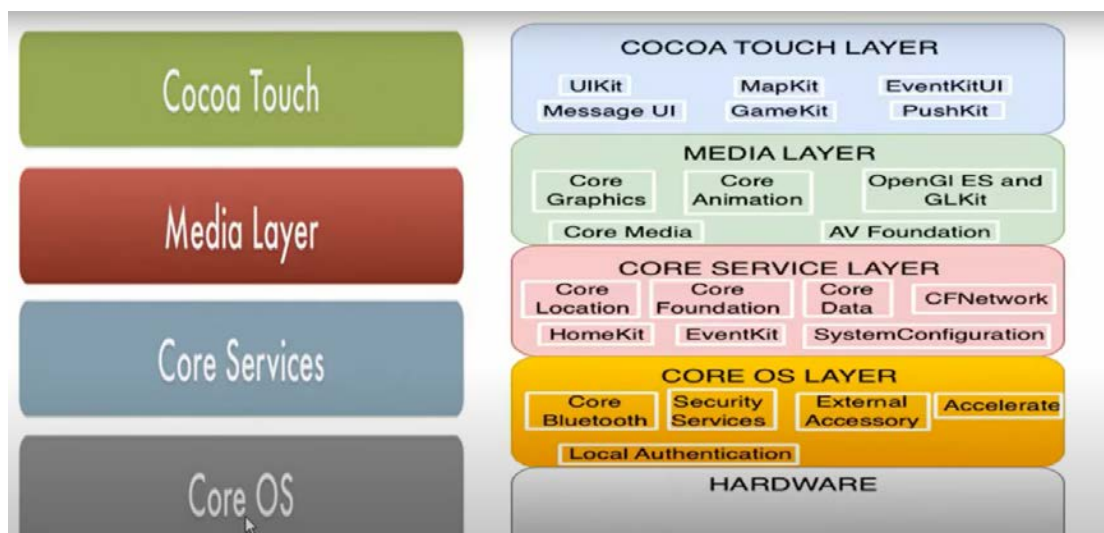 Cocoa Touch
Media Layer
Core Services
Core OS
COCOA TOUCH LAYER
UIKit MapKit EventKitUI
Message UI GameKit PushKit
MEDIA LAYER
Core Graphics Core Animation OpenGl ES and GLKit
Core Media AV Foundation
CORE SERVICE LAYER
Core Location Core Foundation Core Data CFNetwork
HomeKit EventKit SystemConfiguration
CORE OS LAYER
Core Bluetooth Security Services External Accessory Accelerate
Local Authentication
HARDWARE